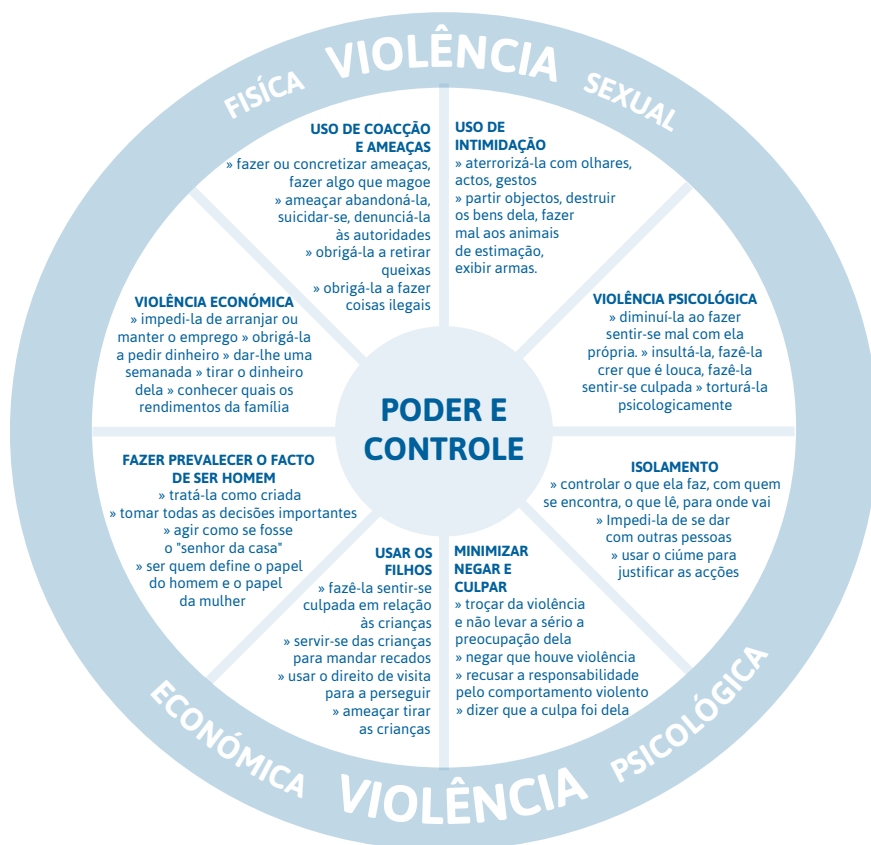 VIOLÊNCIA
FISÍCA
SEXUAL
USO DE COACÇÃO
E AMEAÇAS
» fazer ou concretizar ameaças,
fazer algo que magoe
» ameaçar abandoná-la,
suicidar-se, denunciá-la
às autoridades
» obrigá-la a retirar
queixas
» obrigá-la a fazer
coisas ilegais
USO DE
INTIMIDAÇÃO
» aterrorizá-la com olhares,
actos, gestos
» partir objectos, destruir
os bens dela, fazer
mal aos animais
de estimação,
exibir armas.
VIOLÊNCIA ECONÓMICA
» impedi-la de arranjar ou
manter o emprego » obrigá-la
a pedir dinheiro » dar-lhe uma
semanada » tirar o dinheiro
dela » conhecer quais os
rendimentos da família
VIOLÊNCIA PSICOLÓGICA
» diminuí-la ao fazer
sentir-se mal com ela
própria. » insultá-la, fazê-la
crer que é louca, fazê-la
sentir-se culpada » torturá-la
psicologicamente
PODER E
CONTROLE
FAZER PREVALECER O FACTO
DE SER HOMEM
» tratá-la como criada
» tomar todas as decisões importantes
» agir como se fosse
o "senhor da casa"
» ser quem define o papel
do homem e o papel
da mulher
ISOLAMENTO
» controlar o que ela faz, com quem
se encontra, o que lê, para onde vai
» Impedi-la de se dar
com outras pessoas
» usar o ciúme para
justificar as acções
USAR OS
FILHOS
» fazê-la sentir-se
culpada em relação
às crianças
» servir-se das crianças
para mandar recados
» usar o direito de visita
para a perseguir
» ameaçar tirar
as crianças
MINIMIZAR
NEGAR E
CULPAR
» troçar da violência
e não levar a sério a
preocupação dela
» negar que houve violência
» recusar a responsabilidade
pelo comportamento violento
» dizer que a culpa foi dela
ECONÓMICA
VIOLÊNCIA
PSICOLÓGICA